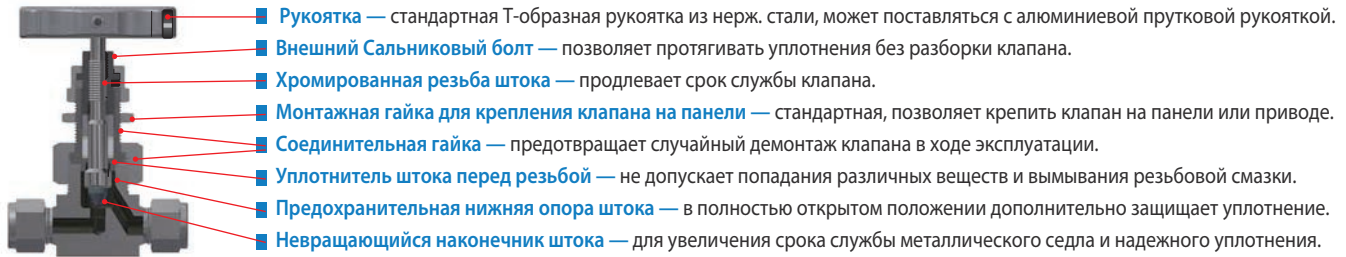 Рукоятка — стандартная Т-образная рукоятка из нерж. стали, может поставляться с алюминиевой прутковой рукояткой.
Внешний Сальниковый болт — позволяет протягивать уплотнения без разборки клапана.
Хромированная резьба штока — продлевает срок службы клапана.
Монтажная гайка для крепления клапана на панели — стандартная, позволяет крепить клапан на панели или приводе.
Соединительная гайка — предотвращает случайный демонтаж клапана в ходе эксплуатации.
Уплотнитель штока перед резьбой — не допускает попадания различных веществ и вымывания резьбовой смазки.
Предохранительная нижняя опора штока — в полностью открытом положении дополнительно защищает уплотнение.
Невращающийся наконечник штока — для увеличения срока службы металлического седла и надежного уплотнения.